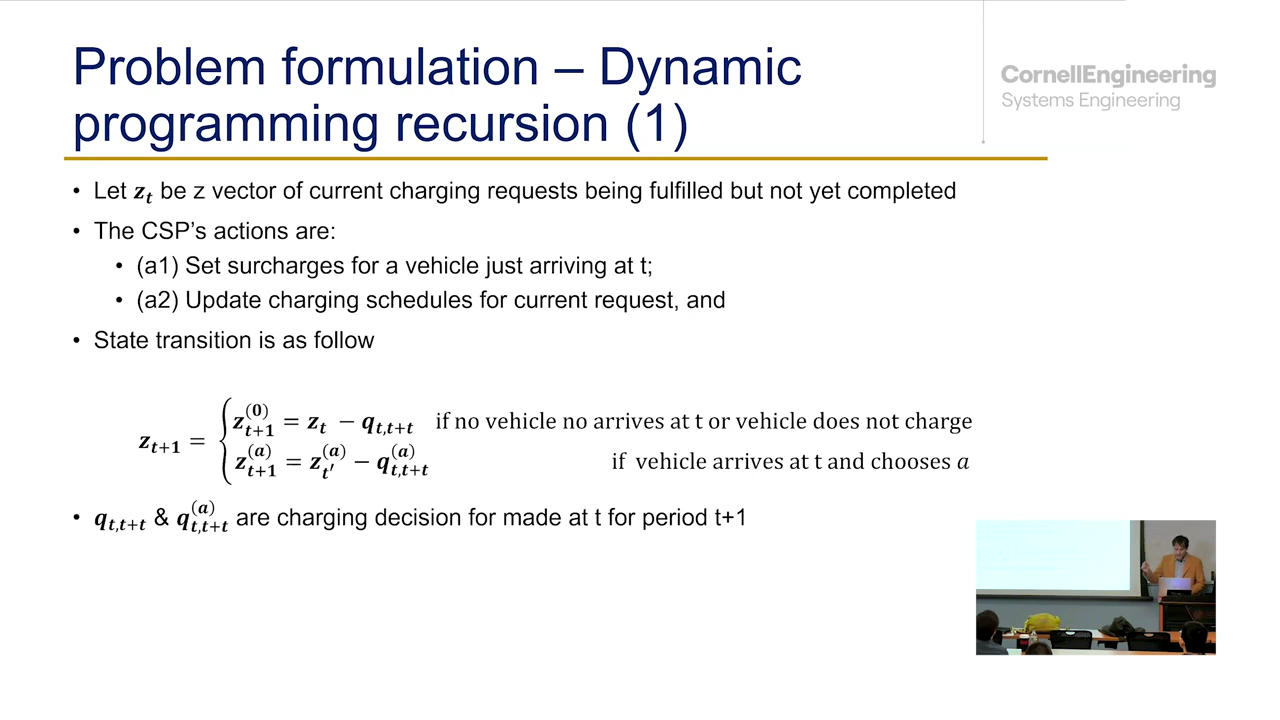 Problem formulation – Dynamic
programming recursion (1)
CornellEngineering
Systems Engineering
• Let z_t be z vector of current charging requests being fulfilled but not yet completed
• The CSP's actions are:
• (a1) Set surcharges for a vehicle just arriving at t;
• (a2) Update charging schedules for current request, and
• State transition is as follow
z_{t+1} = { z_{t+1}^{(0)} = z_t − q_{t,t+t} if no vehicle no arrives at t or vehicle does not charge
z_{t+1}^{(a)} = z_{t'}^{(a)} − q_{t,t+t}^{(a)} if vehicle arrives at t and chooses a
• q_{t,t+t} & q_{t,t+t}^{(a)} are charging decision for made at t for period t+1